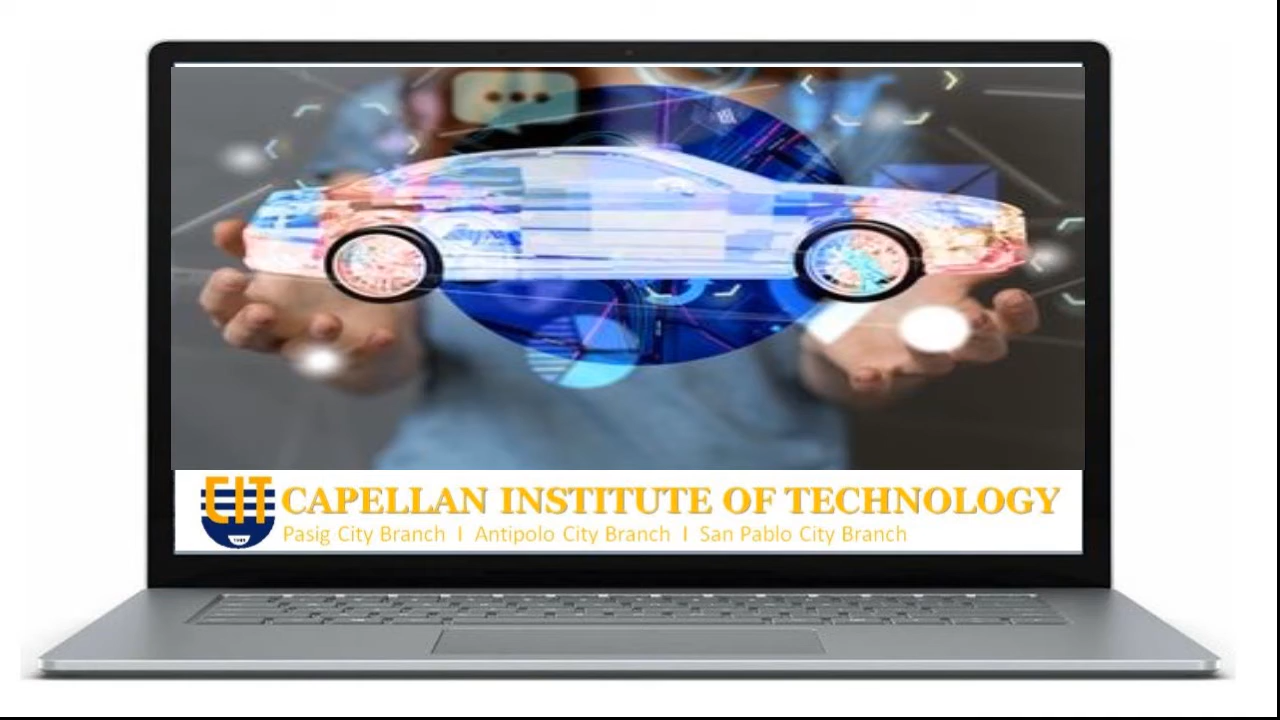 CIT CAPELLAN INSTITUTE OF TECHNOLOGY
Pasig City Branch I Antipolo City Branch I San Pablo City Branch